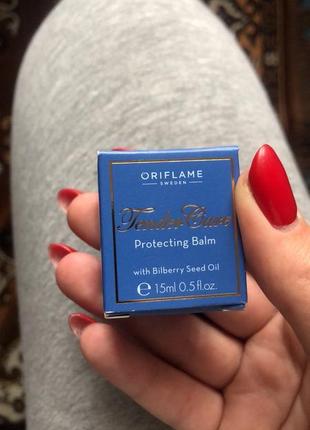 ORIFLAME
SWEDEN
Tender Care
Protecting Balm
with Bilberry Seed Oil
℮ 15ml 0.5 fl.oz.